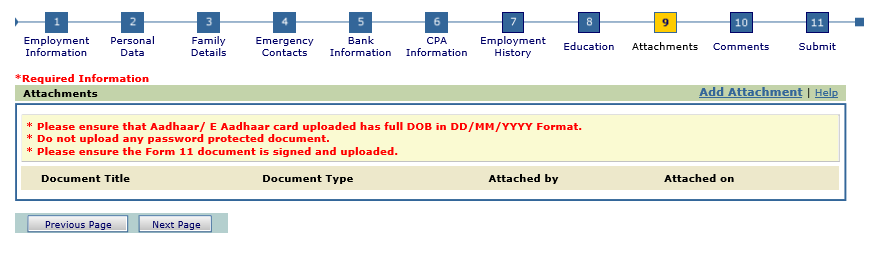 1 2 3 4 5 6 7 8 9 10 11
Employment Information
Personal Data
Family Details
Emergency Contacts
Bank Information
CPA Information
Employment History
Education
Attachments
Comments
Submit
*Required Information
Attachments Add Attachment | Help
* Please ensure that Aadhaar/ E Aadhaar card uploaded has full DOB in DD/MM/YYYY Format.
* Do not upload any password protected document.
* Please ensure the Form 11 document is signed and uploaded.
Document Title Document Type Attached by Attached on
Previous Page Next Page